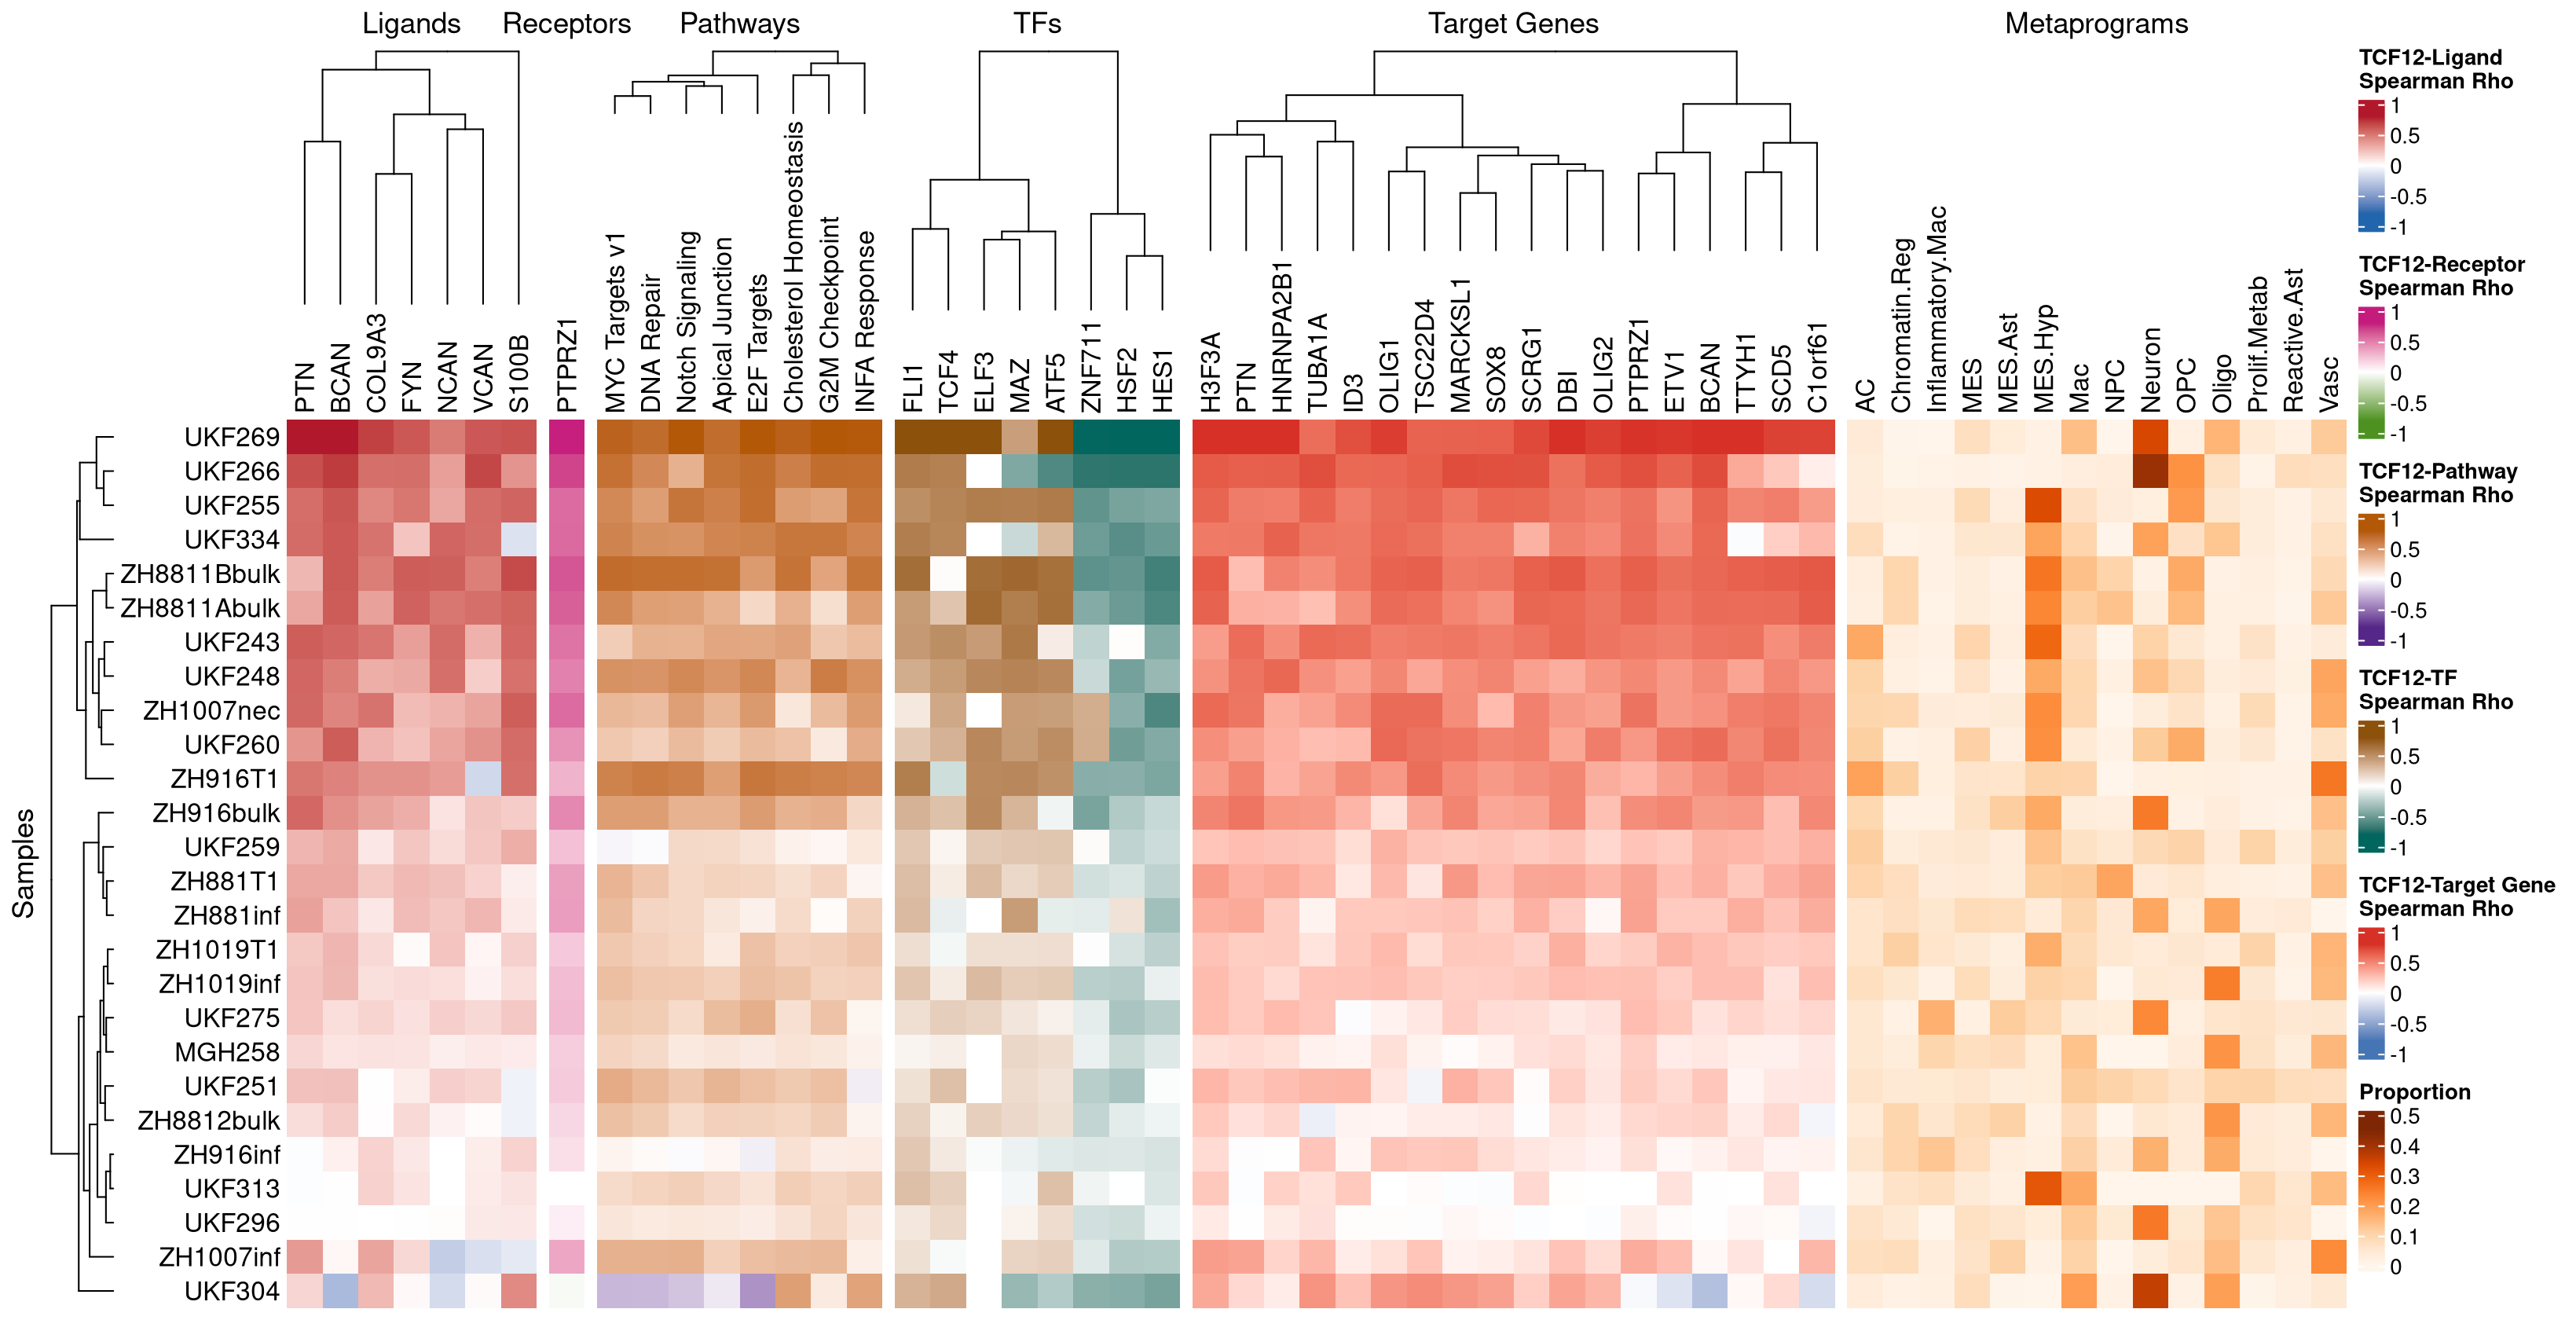 Ligands
Receptors
Pathways
TFs
Target Genes
Metaprograms
PTN
BCAN
COL9A3
FYN
NCAN
VCAN
S100B
PTPRZ1
MYC Targets v1
DNA Repair
Notch Signaling
Apical Junction
E2F Targets
Cholesterol Homeostasis
G2M Checkpoint
INFA Response
FLI1
TCF4
ELF3
MAZ
ATF5
ZNF711
HSF2
HES1
H3F3A
PTN
HNRNPA2B1
TUBA1A
ID3
OLIG1
TSC22D4
MARCKSL1
SOX8
SCRG1
DBI
OLIG2
PTPRZ1
ETV1
BCAN
TTYH1
SCD5
C1orf61
AC
Chromatin.Reg
Inflammatory.Mac
MES
MES.Ast
MES.Hyp
Mac
NPC
Neuron
OPC
Oligo
Prolif.Metab
Reactive.Ast
Vasc
Samples
UKF269
UKF266
UKF255
UKF334
ZH8811Bbulk
ZH8811Abulk
UKF243
UKF248
ZH1007nec
UKF260
ZH916T1
ZH916bulk
UKF259
ZH881T1
ZH881inf
ZH1019T1
ZH1019inf
UKF275
MGH258
UKF251
ZH8812bulk
ZH916inf
UKF313
UKF296
ZH1007inf
UKF304
TCF12-Ligand
Spearman Rho
1
0.5
0
-0.5
-1
TCF12-Receptor
Spearman Rho
1
0.5
0
-0.5
-1
TCF12-Pathway
Spearman Rho
1
0.5
0
-0.5
-1
TCF12-TF
Spearman Rho
1
0.5
0
-0.5
-1
TCF12-Target Gene
Spearman Rho
1
0.5
0
-0.5
-1
Proportion
0.5
0.4
0.3
0.2
0.1
0